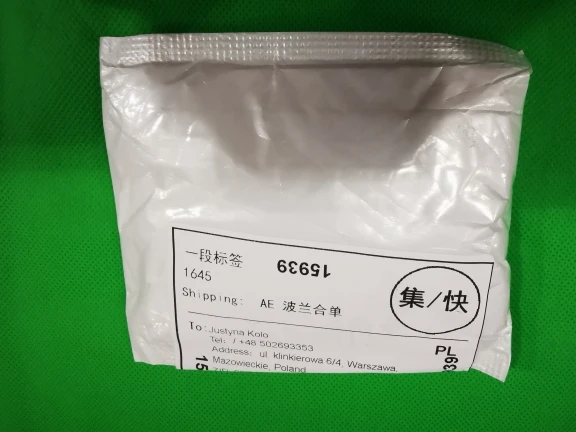 一段标签
15939
1645
集/快
Shipping: AE 波兰合单
To: Justyna Kolo
Tel: / +48 502693353
Address: ul. klinkierowa 6/4, Warszawa,
Mazowieckie, Poland
PL